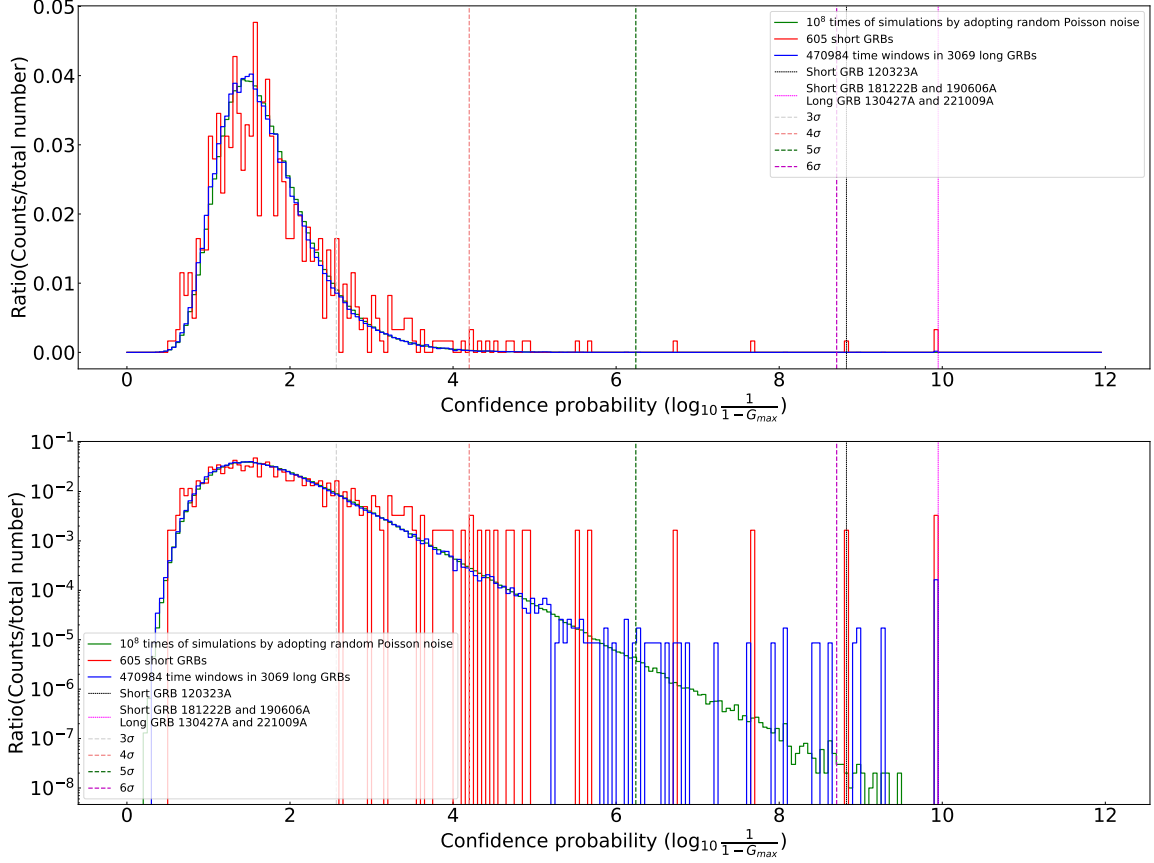 0.05
0.04
0.03
0.02
0.01
0.00
Ratio(Counts/total number)
10⁸ times of simulations by adopting random Poisson noise
605 short GRBs
470984 time windows in 3069 long GRBs
Short GRB 120323A
Short GRB 181222B and 190606A
Long GRB 130427A and 221009A
3σ
4σ
5σ
6σ
0 2 4 6 8 10 12
Confidence probability (log₁₀ 1/(1−G_max))
10⁻¹
10⁻²
10⁻³
10⁻⁴
10⁻⁵
10⁻⁶
10⁻⁷
10⁻⁸
Ratio(Counts/total number)
10⁸ times of simulations by adopting random Poisson noise
605 short GRBs
470984 time windows in 3069 long GRBs
Short GRB 120323A
Short GRB 181222B and 190606A
Long GRB 130427A and 221009A
3σ
4σ
5σ
6σ
0 2 4 6 8 10 12
Confidence probability (log₁₀ 1/(1−G_max))